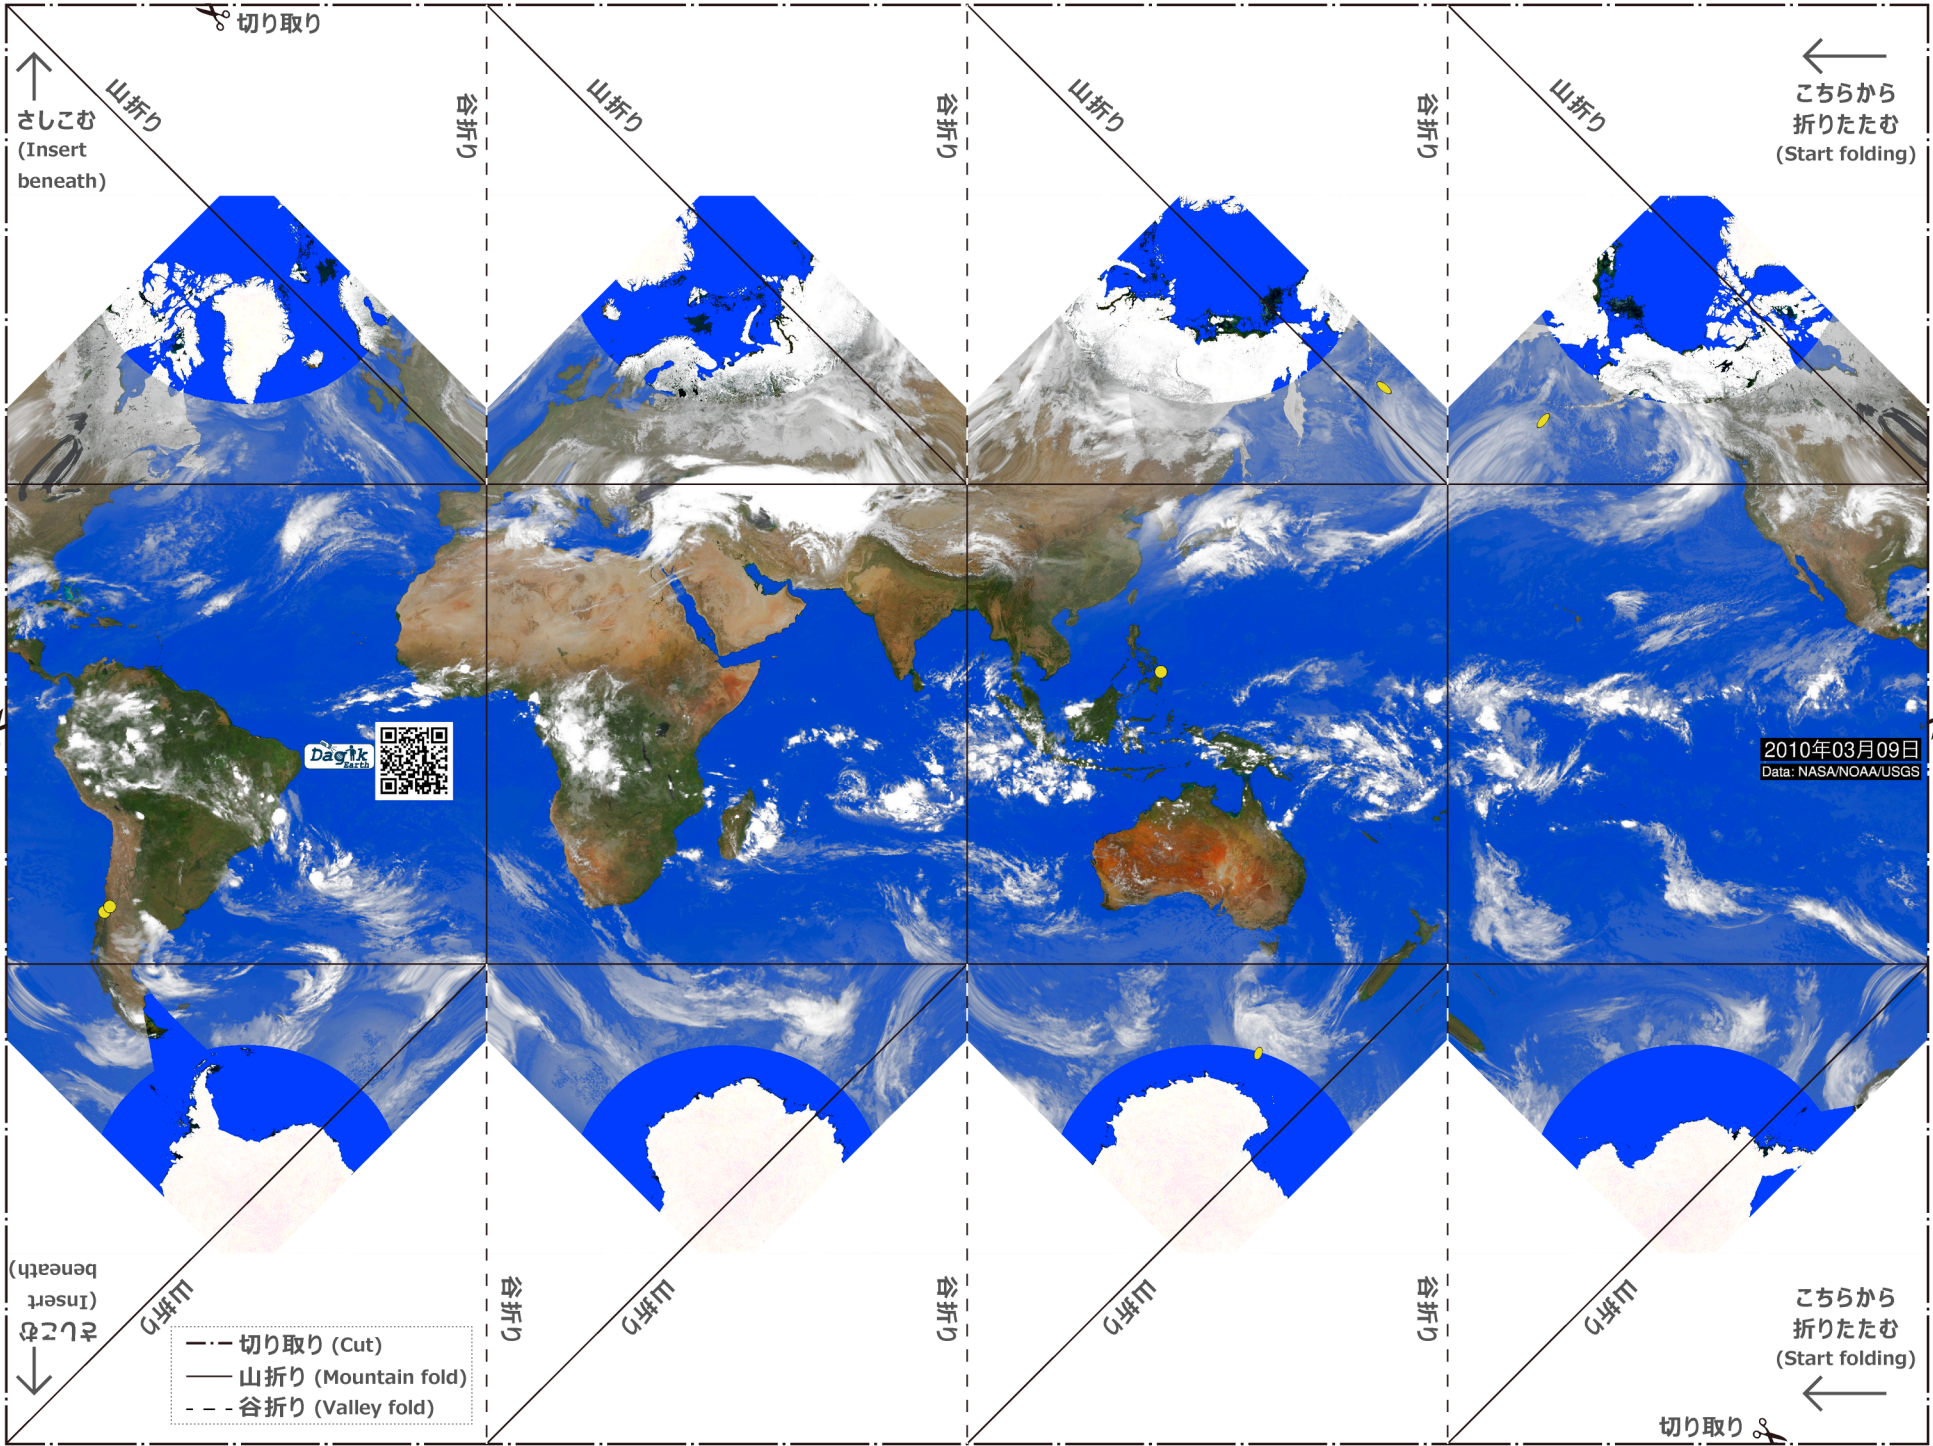 切り取り
山折り
谷折り
山折り
谷折り
山折り
谷折り
山折り
さしこむ
(Insert
beneath)
こちらから
折りたたむ
(Start folding)
Dagik
Earth
2010年03月09日
Data: NASA/NOAA/USGS
さしこむ
(Insert
beneath)
山折り
谷折り
山折り
谷折り
山折り
谷折り
山折り
切り取り (Cut)
山折り (Mountain fold)
谷折り (Valley fold)
こちらから
折りたたむ
(Start folding)
切り取り